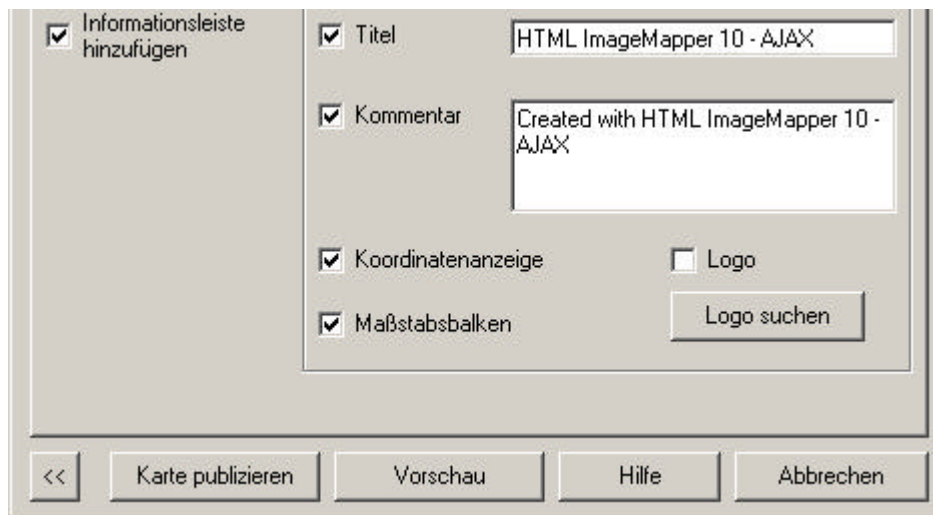 Informationsleiste
hinzufügen
Titel
HTML ImageMapper 10 - AJAX
Kommentar
Created with HTML ImageMapper 10 -
AJAX
Koordinatenanzeige
Logo
Maßstabsbalken
Logo suchen
<< Karte publizieren Vorschau Hilfe Abbrechen